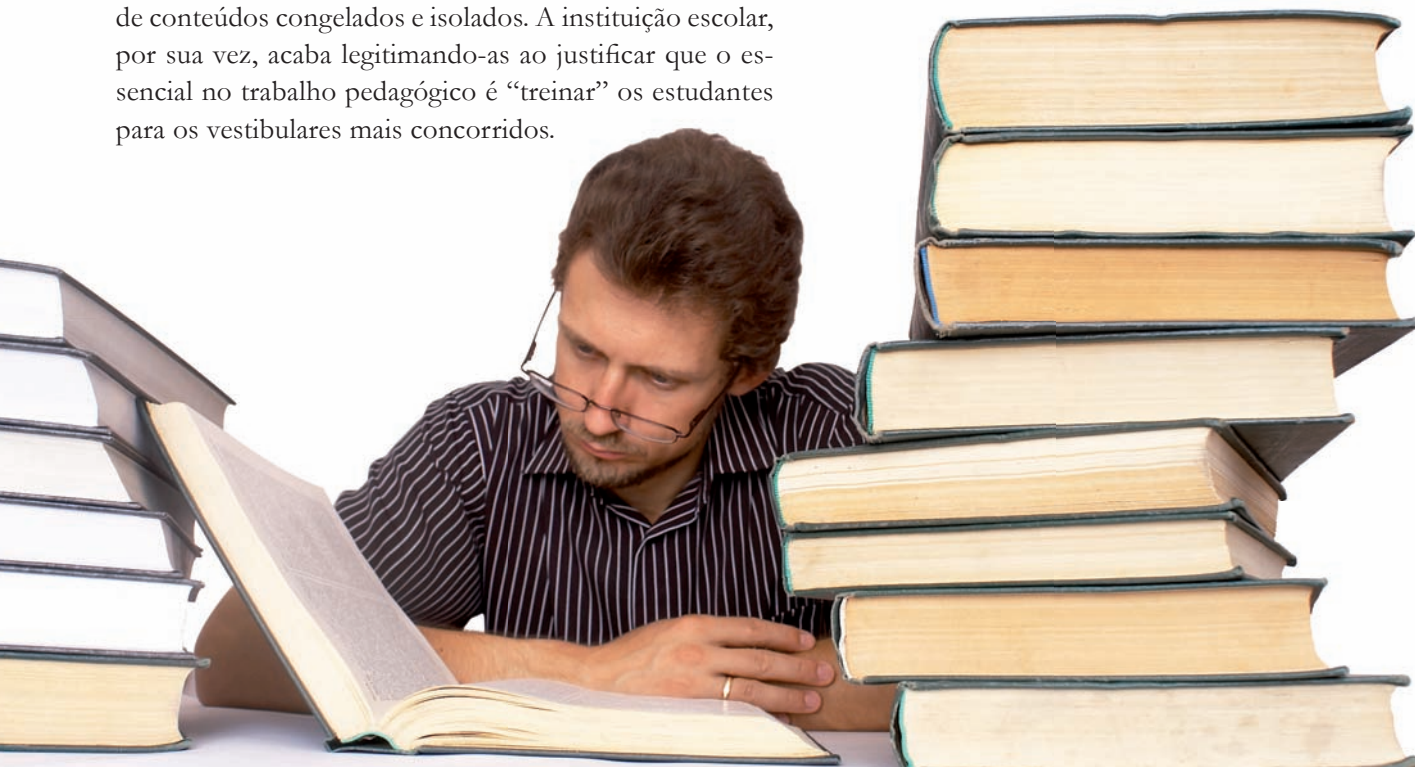 de conteúdos congelados e isolados. A instituição escolar,
por sua vez, acaba legitimando-as ao justificar que o es-
sencial no trabalho pedagógico é “treinar” os estudantes
para os vestibulares mais concorridos.